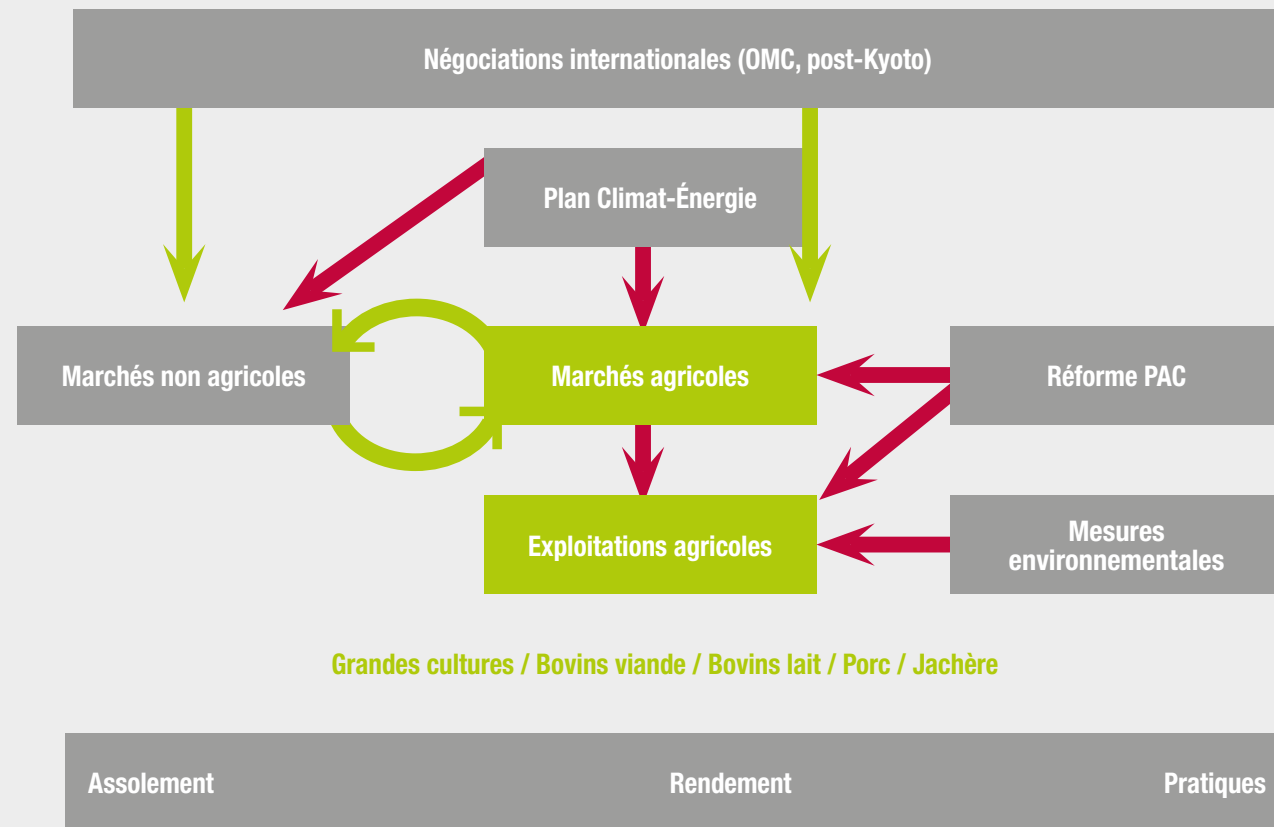 Négociations internationales (OMC, post-Kyoto)
Plan Climat-Énergie
Marchés non agricoles
Marchés agricoles
Réforme PAC
Exploitations agricoles
Mesures
environnementales
Grandes cultures / Bovins viande / Bovins lait / Porc / Jachère
Assolement
Rendement
Pratiques